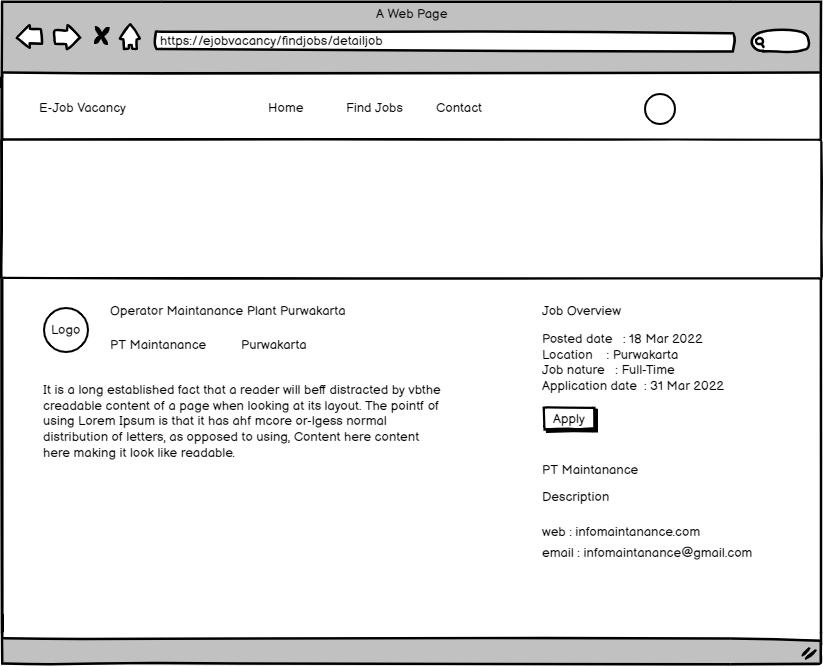 A Web Page
https://ejobvacancy/findjobs/detailjob
E-Job Vacancy Home Find Jobs Contact
Logo
Operator Maintanance Plant Purwakarta
PT Maintanance Purwakarta
It is a long established fact that a reader will beff distracted by vbthe
creadable content of a page when looking at its layout. The pointf of
using Lorem Ipsum is that it has ahf mcore or-lgess normal
distribution of letters, as opposed to using, Content here content
here making it look like readable.
Job Overview
Posted date : 18 Mar 2022
Location : Purwakarta
Job nature : Full-Time
Application date : 31 Mar 2022
Apply
PT Maintanance
Description
web : infomaintanance.com
email : infomaintanance@gmail.com